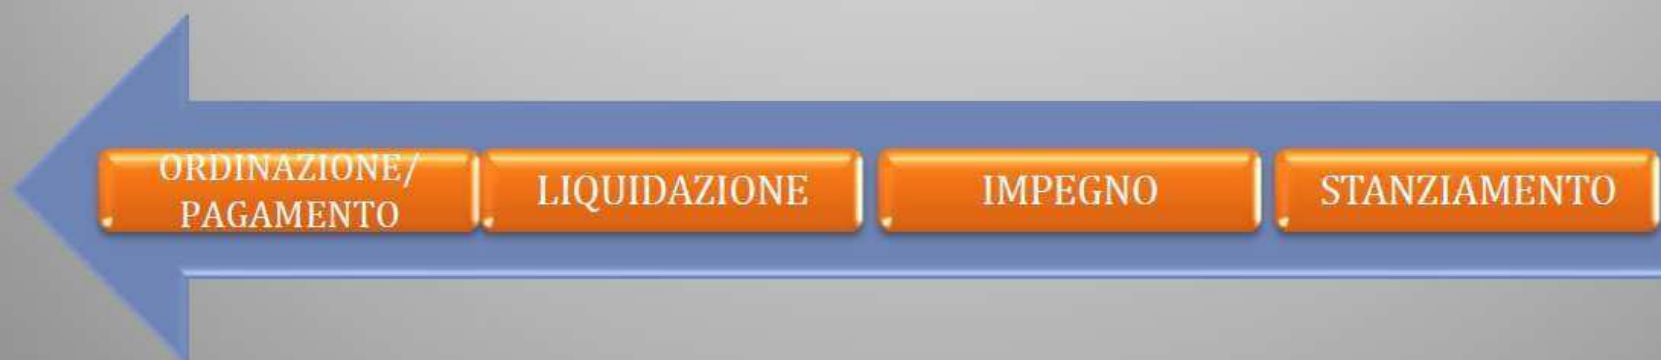 ORDINAZIONE/
PAGAMENTO
LIQUIDAZIONE
IMPEGNO
STANZIAMENTO